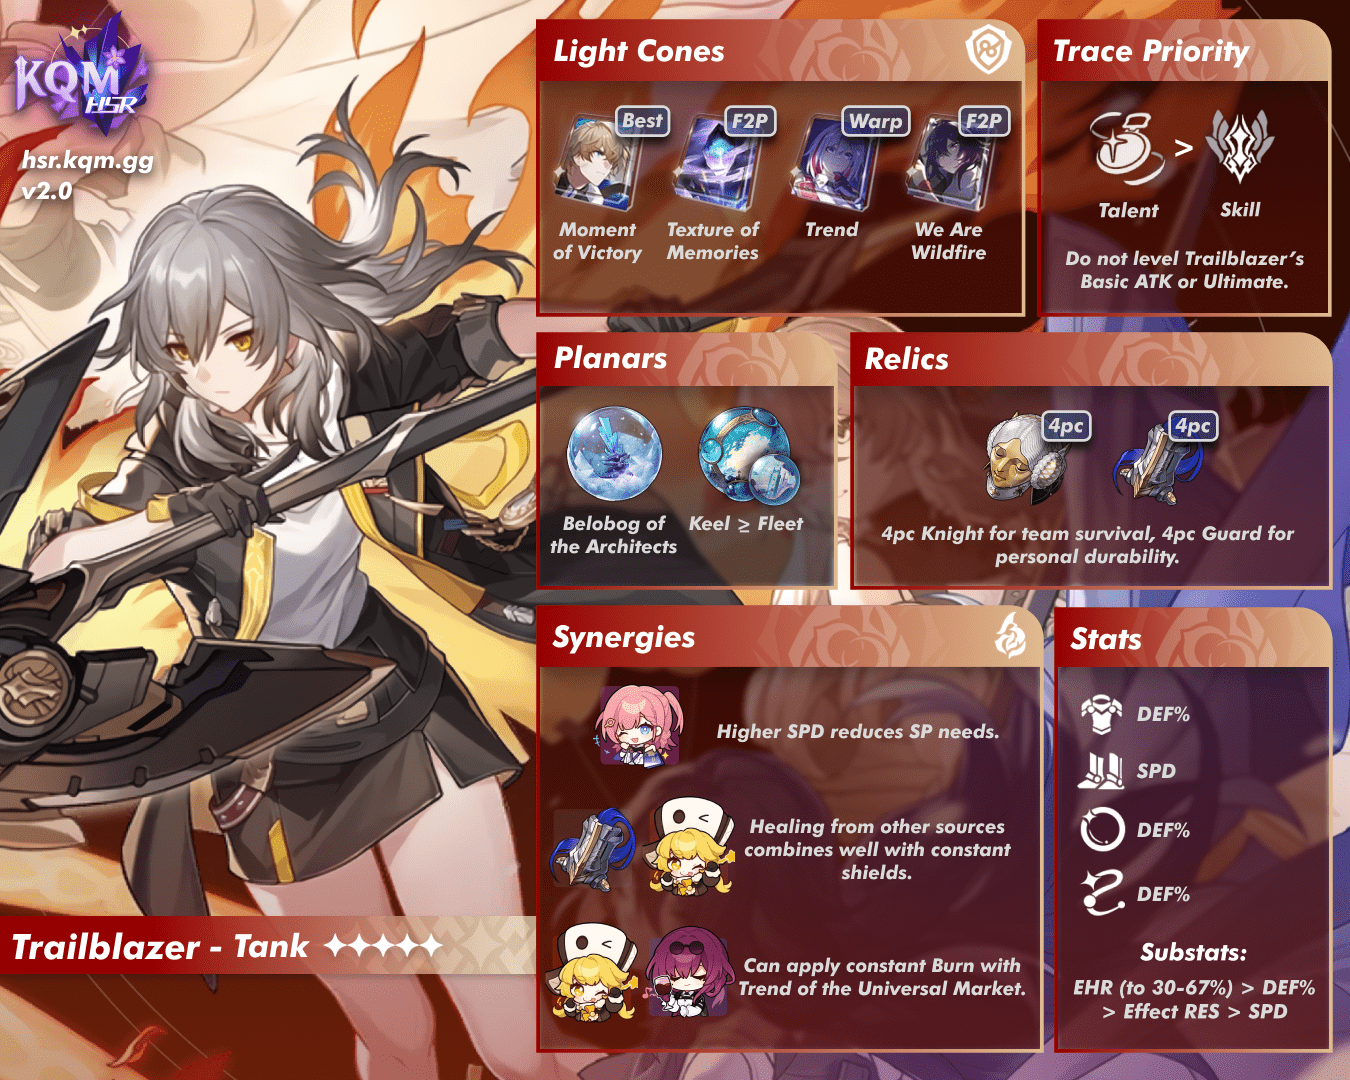 KQM
HSR
hsr.kqm.gg
v2.0
Light Cones
Best
F2P
Warp
F2P
Moment
of Victory
Texture of
Memories
Trend
We Are
Wildfire
Trace Priority
>
Talent
Skill
Do not level Trailblazer's
Basic ATK or Ultimate.
Planars
Belobog of
the Architects
Keel ≥ Fleet
Relics
4pc
4pc
4pc Knight for team survival, 4pc Guard for
personal durability.
Synergies
Higher SPD reduces SP needs.
Healing from other sources
combines well with constant
shields.
Can apply constant Burn with
Trend of the Universal Market.
Stats
DEF%
SPD
DEF%
DEF%
Substats:
EHR (to 30-67%) > DEF%
> Effect RES > SPD
Trailblazer - Tank